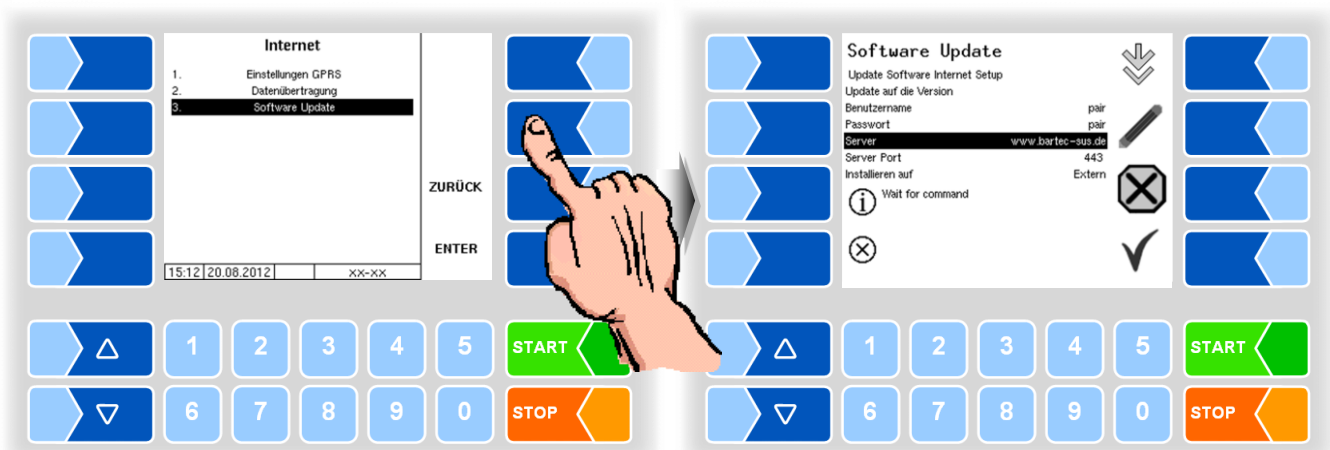 Internet
1. Einstellungen GPRS
2. Datenübertragung
3. Software Update
ZURÜCK
ENTER
15:12 20.08.2012 xx-xx
1 2 3 4 5 START
6 7 8 9 0 STOP
Software Update
Update Software Internet Setup
Update auf die Version
Benutzername pair
Passwort pair
Server www.bartec-sus.de
Server Port 443
Installieren auf Extern
Wait for command
1 2 3 4 5 START
6 7 8 9 0 STOP